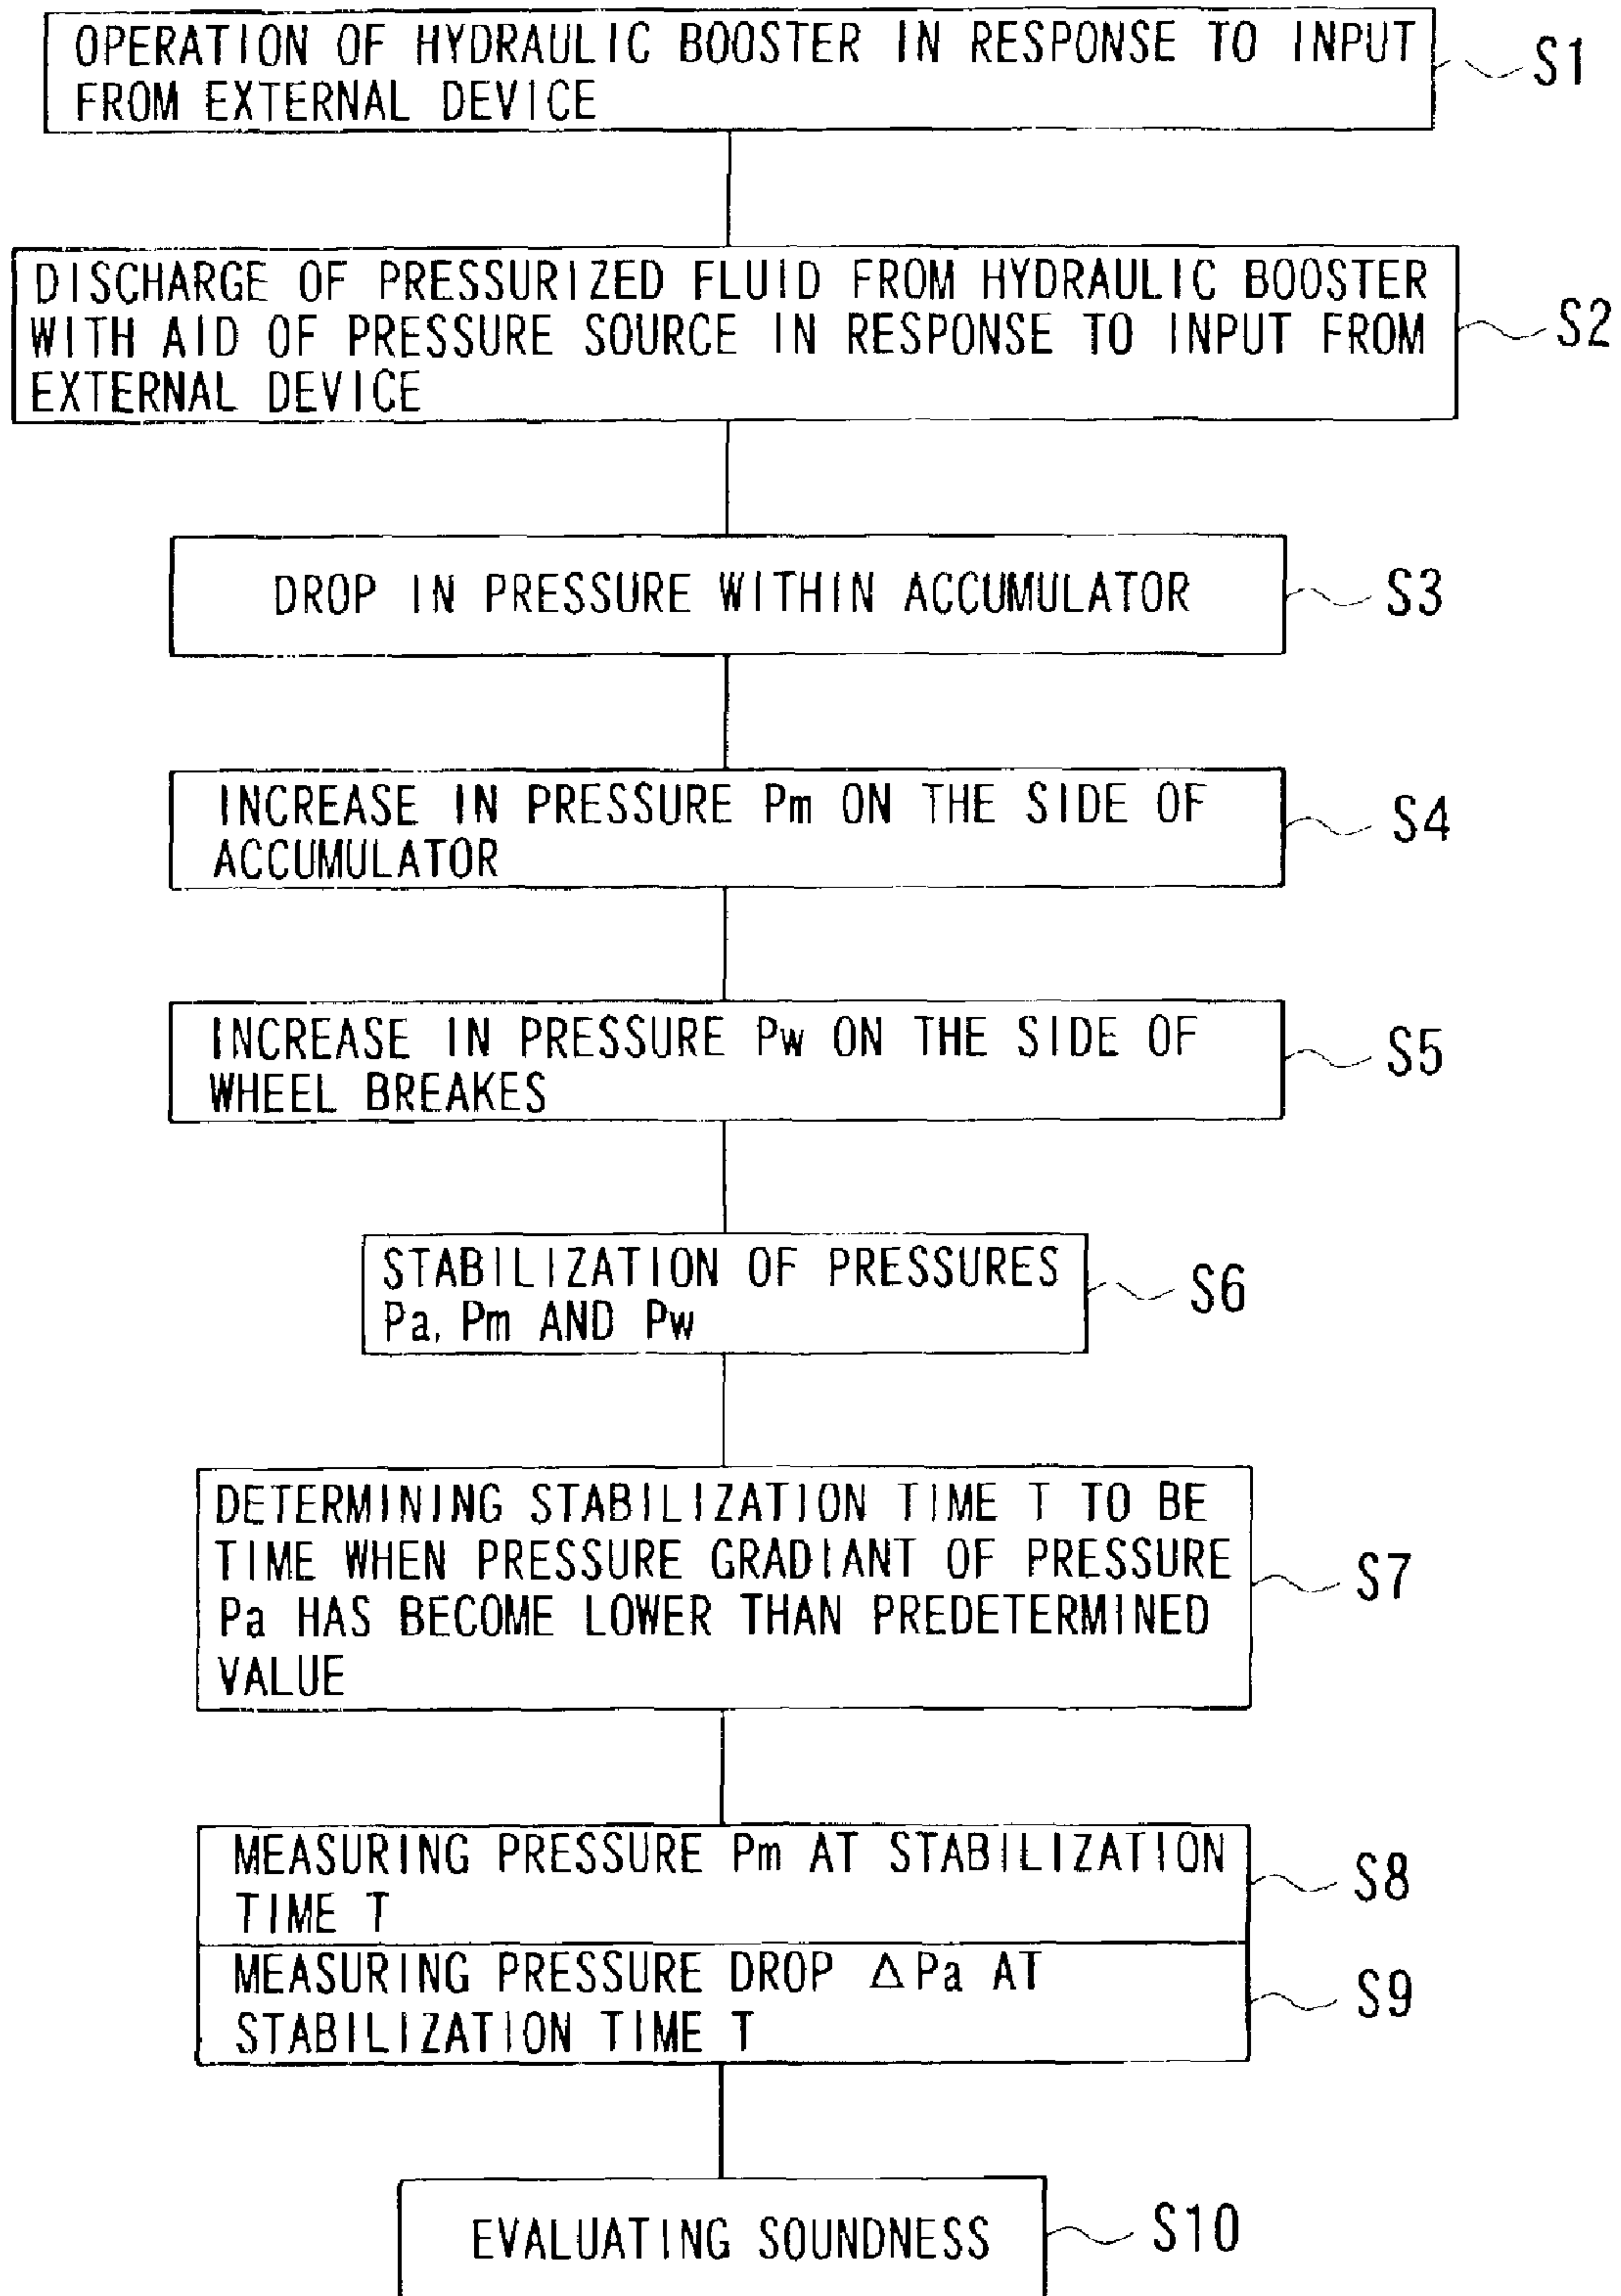 OPERATION OF HYDRAULIC BOOSTER IN RESPONSE TO INPUT
FROM EXTERNAL DEVICE
S1
DISCHARGE OF PRESSURIZED FLUID FROM HYDRAULIC BOOSTER
WITH AID OF PRESSURE SOURCE IN RESPONSE TO INPUT FROM
EXTERNAL DEVICE
S2
DROP IN PRESSURE WITHIN ACCUMULATOR
S3
INCREASE IN PRESSURE Pm ON THE SIDE OF
ACCUMULATOR
S4
INCREASE IN PRESSURE Pw ON THE SIDE OF
WHEEL BREAKES
S5
STABILIZATION OF PRESSURES
Pa, Pm AND Pw
S6
DETERMINING STABILIZATION TIME T TO BE
TIME WHEN PRESSURE GRADIANT OF PRESSURE
Pa HAS BECOME LOWER THAN PREDETERMINED
VALUE
S7
MEASURING PRESSURE Pm AT STABILIZATION
TIME T
S8
MEASURING PRESSURE DROP ΔPa AT
STABILIZATION TIME T
S9
EVALUATING SOUNDNESS
S10